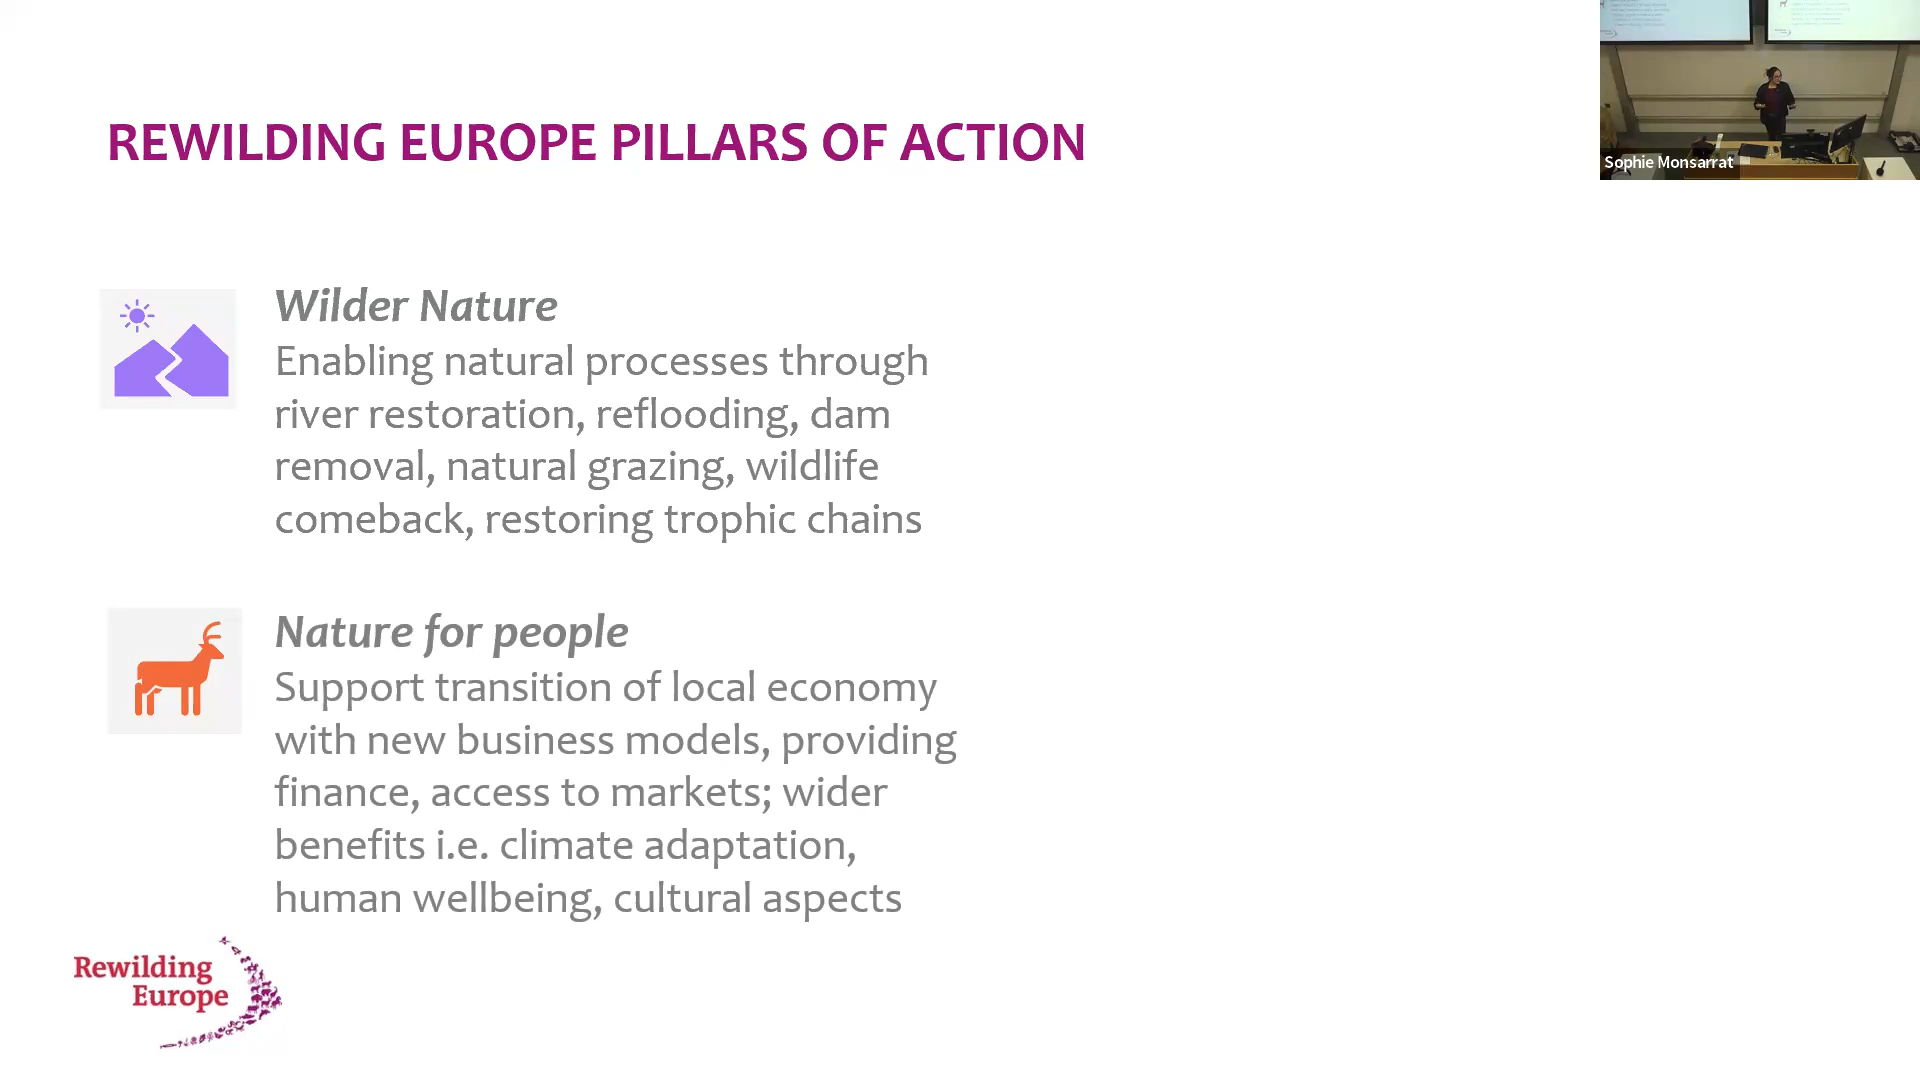 REWILDING EUROPE PILLARS OF ACTION
Sophie Monsarrat
Wilder Nature
Enabling natural processes through
river restoration, reflooding, dam
removal, natural grazing, wildlife
comeback, restoring trophic chains
Nature for people
Support transition of local economy
with new business models, providing
finance, access to markets; wider
benefits i.e. climate adaptation,
human wellbeing, cultural aspects
Rewilding
Europe